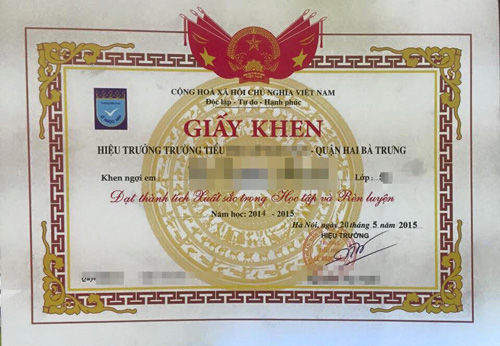 CỘNG HOÀ XÃ HỘI CHỦ NGHĨA VIỆT NAM
Độc lập - Tự do - Hạnh phúc
GIẤY KHEN
HIỆU TRƯỞNG TRƯỜNG TIỂU - QUẬN HAI BÀ TRƯNG
Khen ngợi em : Lớp : 5
Đạt thành tích Xuất sắc trong Học tập và Rèn luyện
Năm học: 2014 - 2015
Hà Nội, ngày 20 tháng 5 năm 2015
HIỆU TRƯỞNG